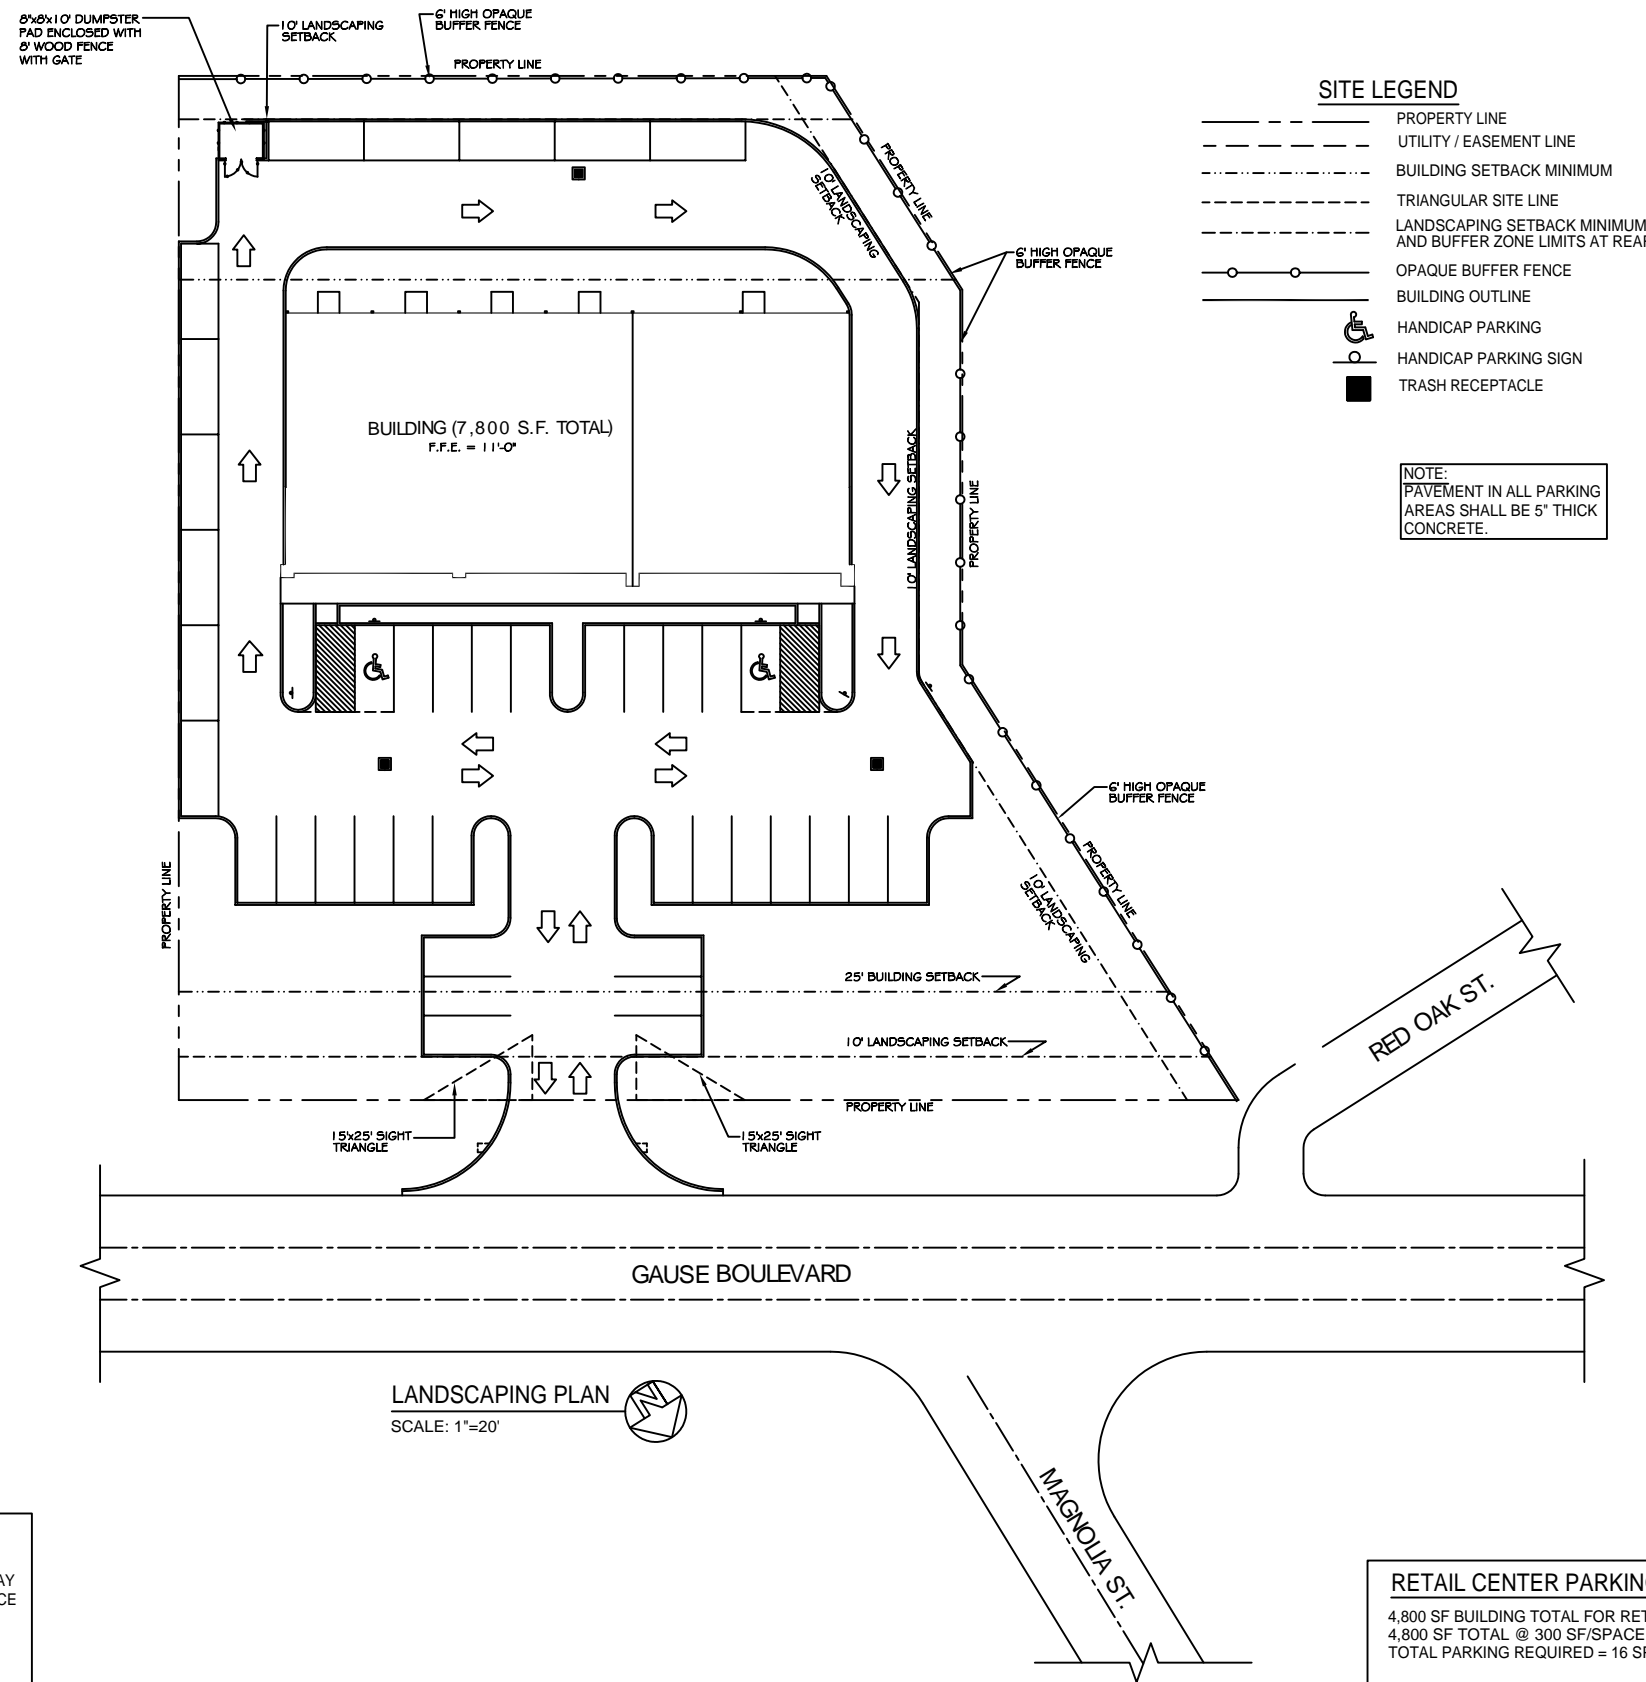 8"x8'x10' DUMPSTER
PAD ENCLOSED WITH
8' WOOD FENCE
WITH GATE
10' LANDSCAPING
SETBACK
6' HIGH OPAQUE
BUFFER FENCE
PROPERTY LINE
SITE LEGEND
PROPERTY LINE
UTILITY / EASEMENT LINE
BUILDING SETBACK MINIMUM
TRIANGULAR SITE LINE
LANDSCAPING SETBACK MINIMUM
AND BUFFER ZONE LIMITS AT REAR
OPAQUE BUFFER FENCE
BUILDING OUTLINE
HANDICAP PARKING
HANDICAP PARKING SIGN
TRASH RECEPTACLE
PROPERTY LINE
10' LANDSCAPING
SETBACK
6' HIGH OPAQUE
BUFFER FENCE
BUILDING (7,800 S.F. TOTAL)
F.F.E. = 11'-0"
10' LANDSCAPING SETBACK
PROPERTY LINE
NOTE:
PAVEMENT IN ALL PARKING
AREAS SHALL BE 5" THICK
CONCRETE.
6' HIGH OPAQUE
BUFFER FENCE
PROPERTY LINE
10' LANDSCAPING
SETBACK
PROPERTY LINE
25' BUILDING SETBACK
10' LANDSCAPING SETBACK
PROPERTY LINE
15'x25' SIGHT
TRIANGLE
15'x25' SIGHT
TRIANGLE
RED OAK ST.
GAUSE BOULEVARD
LANDSCAPING PLAN
SCALE: 1"=20'
N
MAGNOLIA ST.
AY
CE
RETAIL CENTER PARKING
4,800 SF BUILDING TOTAL FOR RET
4,800 SF TOTAL @ 300 SF/SPACE
TOTAL PARKING REQUIRED = 16 SP